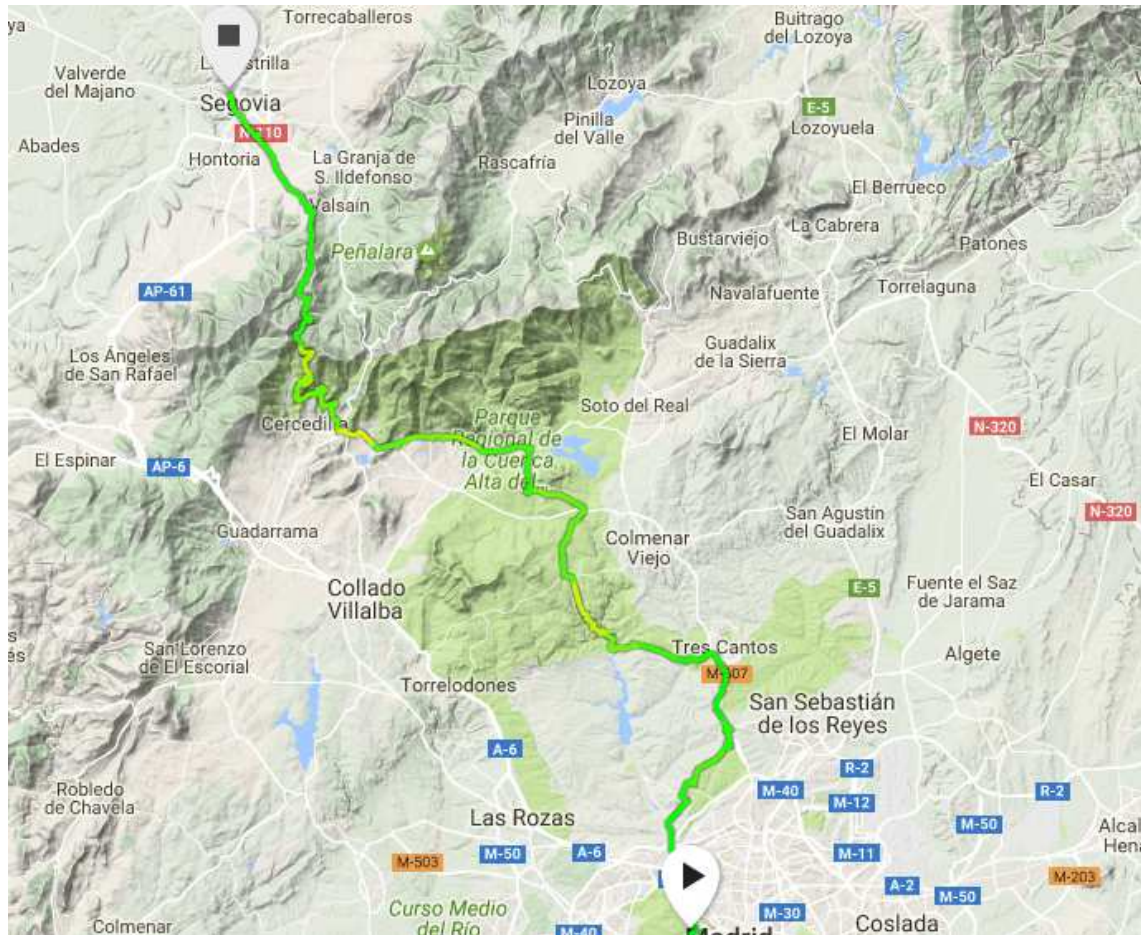 Torrecaballeros
Buitrago
del Lozoya
Valverde
del Majano
Segovia
Lozoya
E-5
Pinilla
del Valle
Lozoyuela
N-110
Abades
Hontoria
La Granja de
S. Ildefonso
Rascafría
El Berrueco
Valsain
La Cabrera
Peñalara
Bustarviejo
Patones
AP-61
Navalafuente
Torrelaguna
Los Ángeles
de San Rafael
Guadalix
de la Sierra
Soto del Real
Cercedilla
Parque
Regional de
la Cuenca
Alta del...
N-320
El Molar
El Espinar
AP-6
El Casar
N-320
San Agustín
del Guadalix
Guadarrama
Colmenar
Viejo
Collado
Villalba
E-5
Fuente el Saz
de Jarama
San Lorenzo
de El Escorial
Tres Cantos
Algete
M-607
Torrelodones
San Sebastián
de los Reyes
A-6
R-2
Robledo
de Chavela
M-40
R-2
M-12
Las Rozas
M-50
M-503
M-50
A-6
M-11
M-203
A-2
M-50
Curso Medio
del Río
M-30
Coslada
Colmenar
M-40
Madrid